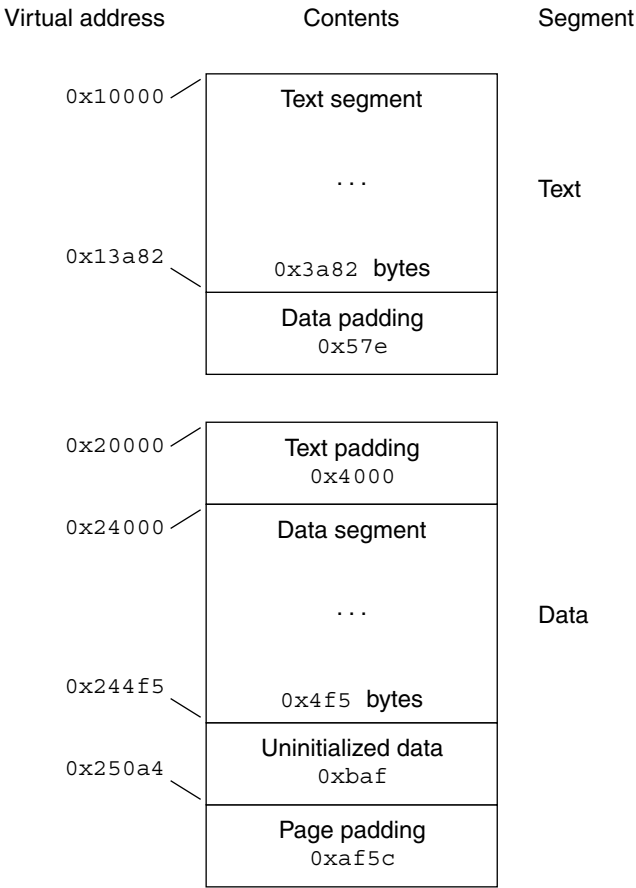 Virtual address Contents Segment
0x10000 Text segment
. . .
Text
0x13a82 0x3a82 bytes
Data padding
0x57e
0x20000 Text padding
0x4000
0x24000 Data segment
. . .
Data
0x244f5 0x4f5 bytes
Uninitialized data
0x250a4 0xbaf
Page padding
0xaf5c